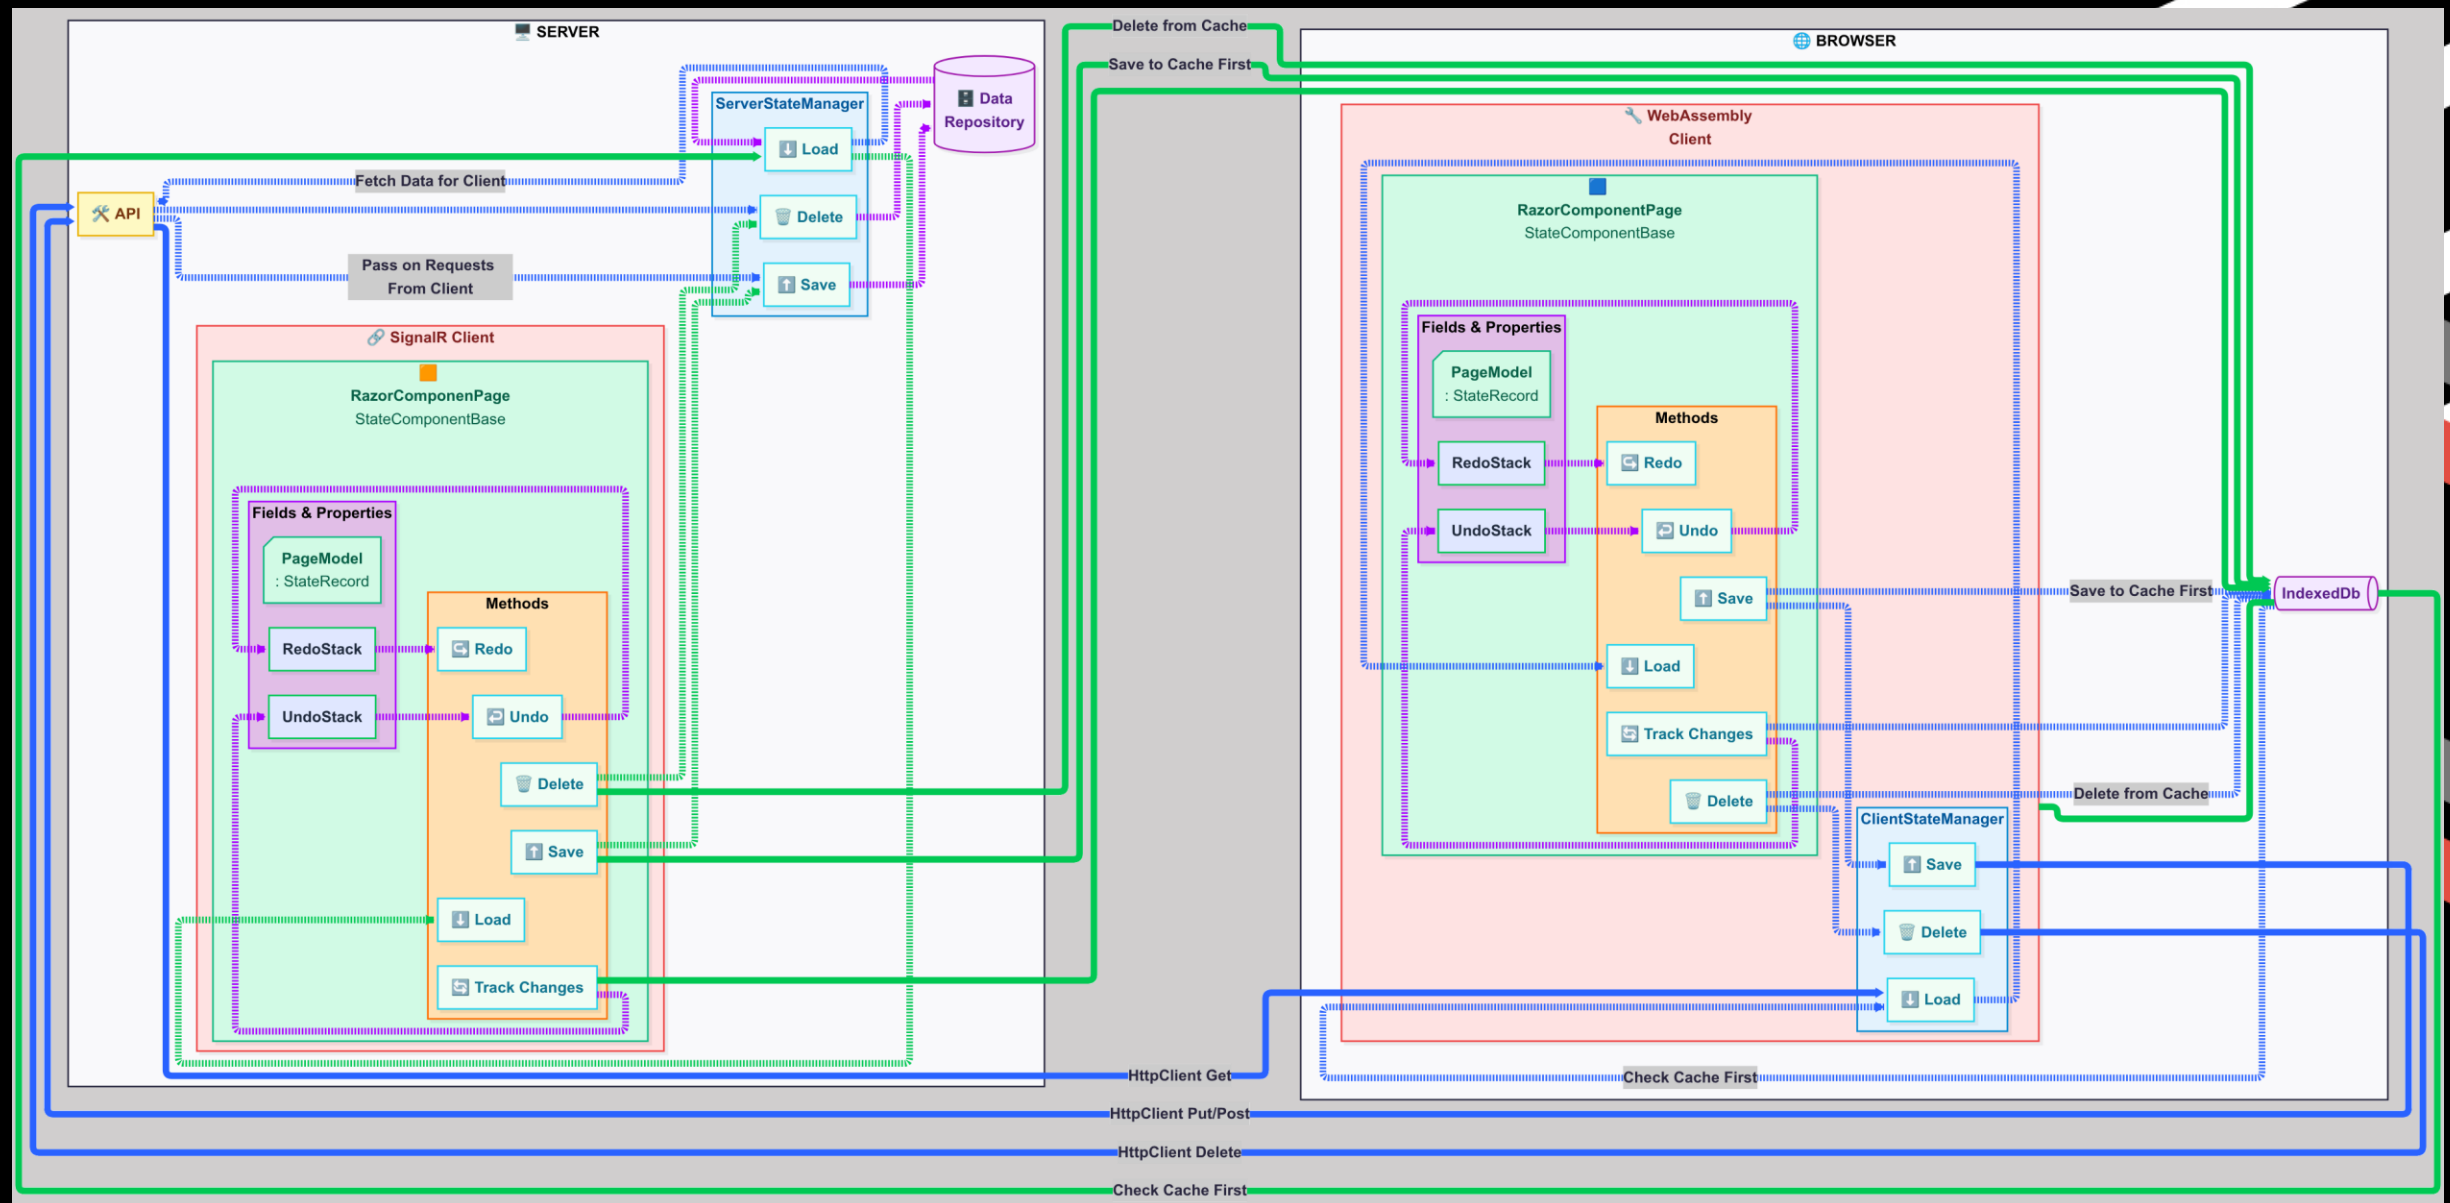 SERVER
ServerStateManager
Load
Delete
Save
Data
Repository
API
Fetch Data for Client
Pass on Requests
From Client
SignalR Client
RazorComponenPage
StateComponentBase
Fields & Properties
PageModel
: StateRecord
RedoStack
UndoStack
Methods
Redo
Undo
Delete
Save
Load
Track Changes
Delete from Cache
Save to Cache First
BROWSER
WebAssembly
Client
RazorComponentPage
StateComponentBase
Fields & Properties
PageModel
: StateRecord
RedoStack
UndoStack
Methods
Redo
Undo
Save
Load
Track Changes
Delete
Save to Cache First
IndexedDb
Delete from Cache
ClientStateManager
Save
Delete
Load
Check Cache First
HttpClient Get
HttpClient Put/Post
HttpClient Delete
Check Cache First